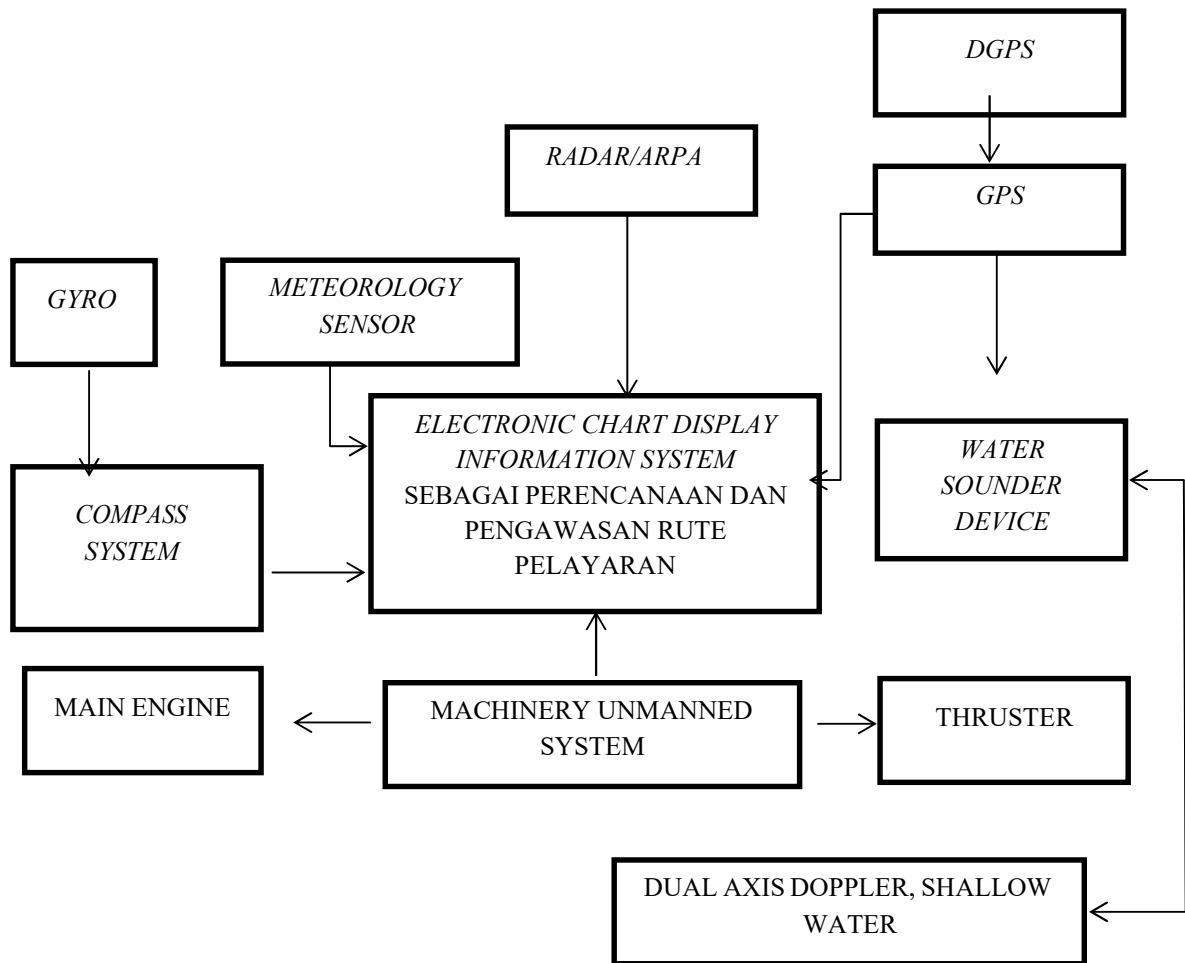 DGPS
RADAR/ARPA
GPS
GYRO
METEOROLOGY
SENSOR
ELECTRONIC CHART DISPLAY
INFORMATION SYSTEM
SEBAGAI PERENCANAAN DAN
PENGAWASAN RUTE
PELAYARAN
WATER
SOUNDER
DEVICE
COMPASS
SYSTEM
MAIN ENGINE
MACHINERY UNMANNED
SYSTEM
THRUSTER
DUAL AXIS DOPPLER, SHALLOW
WATER